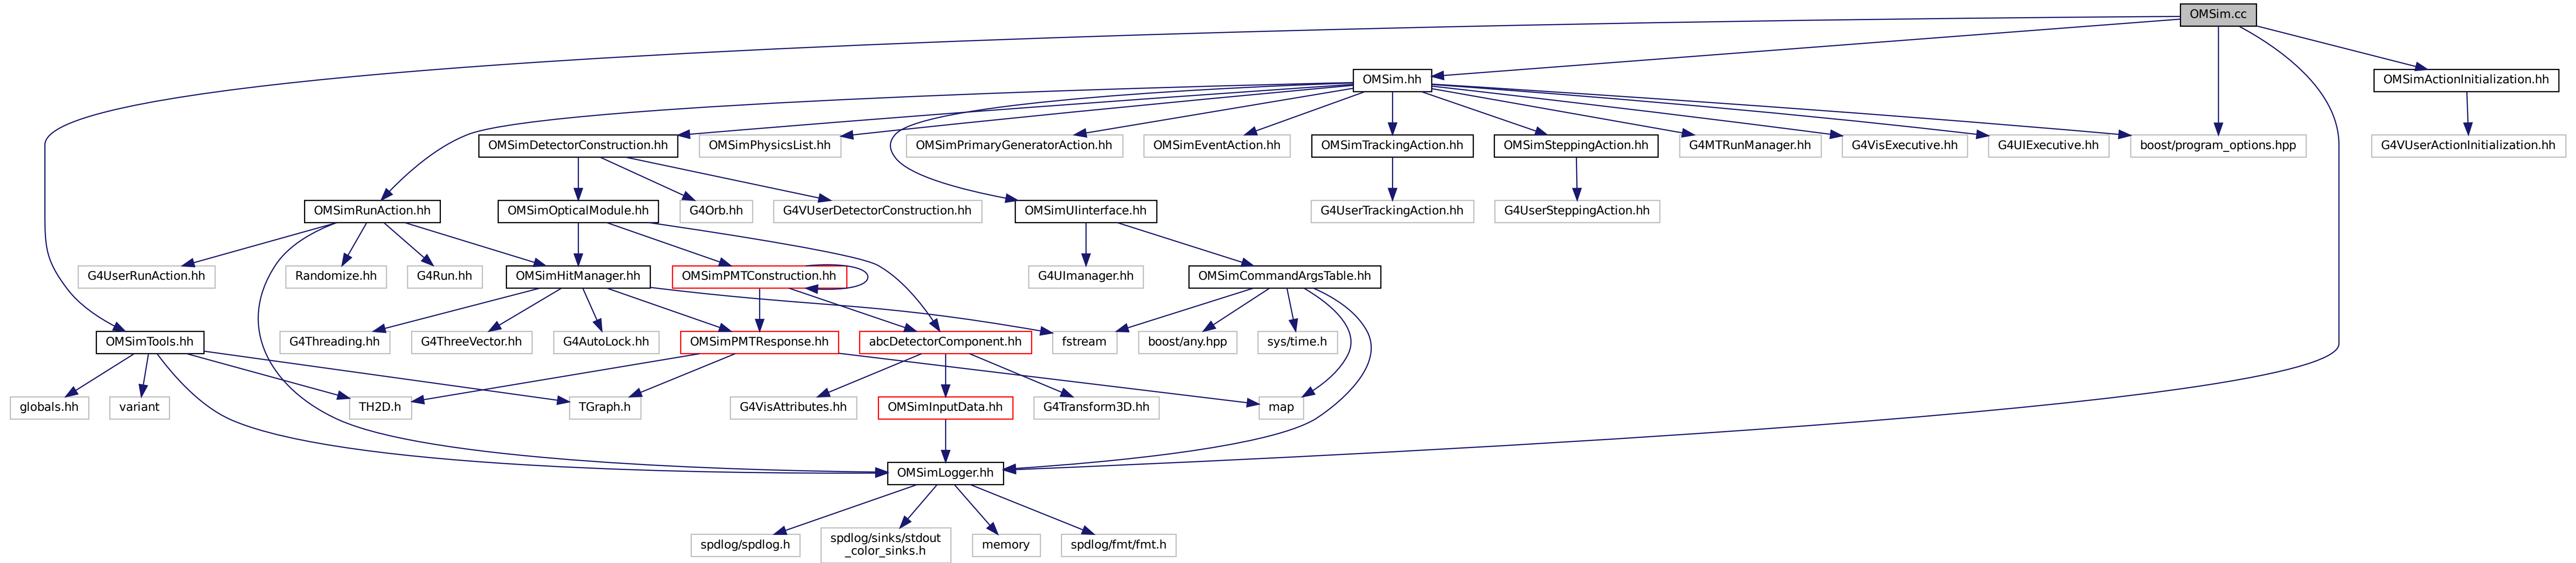 OMSim.cc
OMSim.hh
OMSimActionInitialization.hh
OMSimDetectorConstruction.hh
OMSimPhysicsList.hh
OMSimPrimaryGeneratorAction.hh
OMSimEventAction.hh
OMSimTrackingAction.hh
OMSimSteppingAction.hh
G4MTRunManager.hh
G4VisExecutive.hh
G4UIExecutive.hh
boost/program_options.hpp
G4VUserActionInitialization.hh
OMSimRunAction.hh
OMSimOpticalModule.hh
G4Orb.hh
G4VUserDetectorConstruction.hh
OMSimUIinterface.hh
G4UserTrackingAction.hh
G4UserSteppingAction.hh
G4UserRunAction.hh
Randomize.hh
G4Run.hh
OMSimHitManager.hh
OMSimPMTConstruction.hh
G4UImanager.hh
OMSimCommandArgsTable.hh
OMSimTools.hh
G4Threading.hh
G4ThreeVector.hh
G4AutoLock.hh
OMSimPMTResponse.hh
abcDetectorComponent.hh
fstream
boost/any.hpp
sys/time.h
globals.hh
variant
TH2D.h
TGraph.h
G4VisAttributes.hh
OMSimInputData.hh
G4Transform3D.hh
map
OMSimLogger.hh
spdlog/spdlog.h
spdlog/sinks/stdout
_color_sinks.h
memory
spdlog/fmt/fmt.h